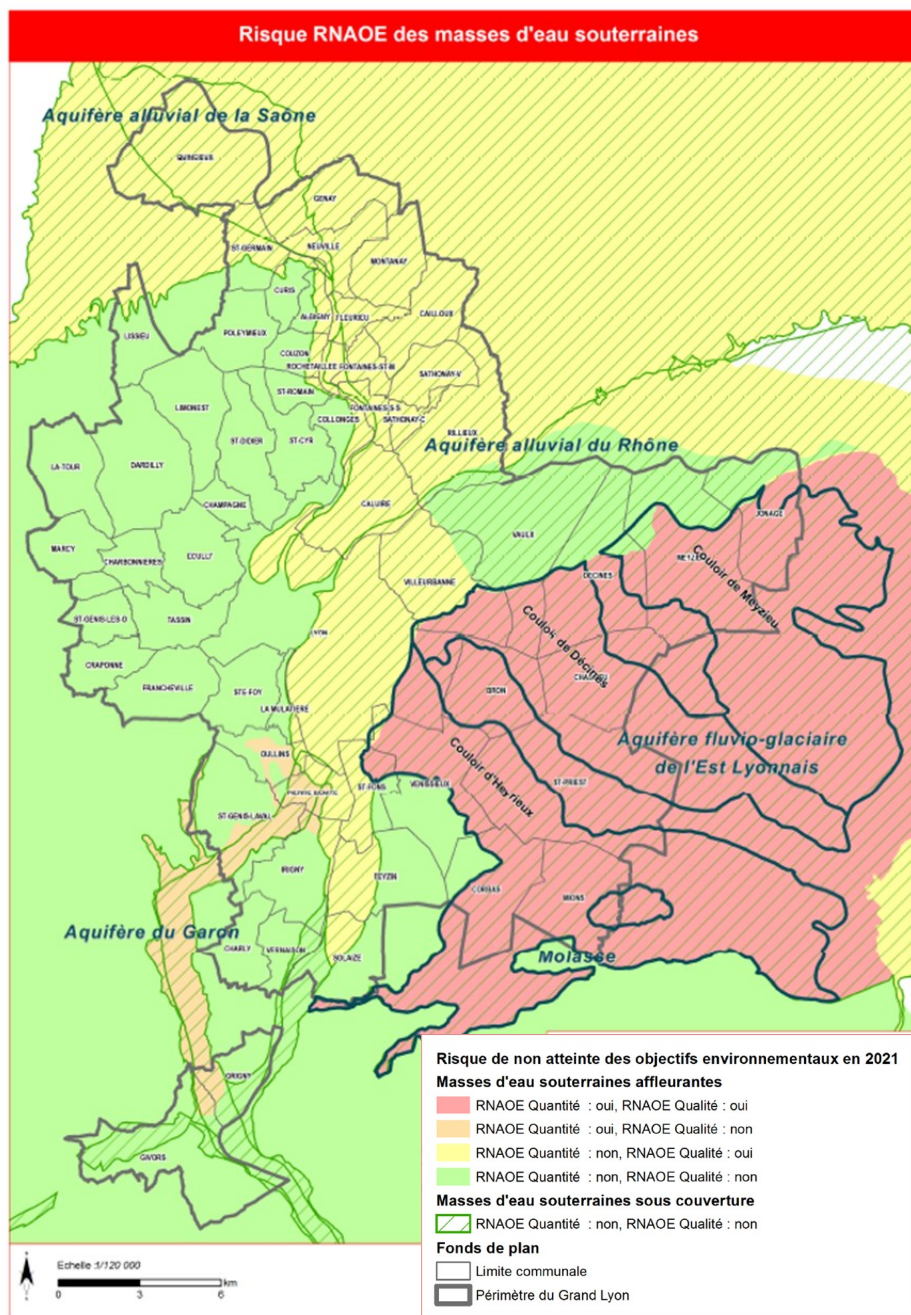 Risque RNAOE des masses d'eau souterraines
Aquifère alluvial de la Saône
QUINCIEUX
GENAY
ST-GERMAIN
NEUVILLE
MONTANAY
CURIS
ALBIGNY
FLEURIEU
CAILLOUX
LISSIEU
POLEYMIEUX
COUZON
ROCHETAILLEE
FONTAINES-ST-M
SATHONAY-V
ST-ROMAIN
LIMONEST
FONTAINES-S-S
COLLONGES
SATHONAY-C
RILLIEUX
ST-DIDIER
ST-CYR
Aquifère alluvial du Rhône
LA-TOUR
DARDILLY
CHAMPAGNE
CALUIRE
JONAGE
VAULX
MARCY
CHARBONNIERES
ECULLY
MEYZIEU
Couloir de Meyzieu
VILLEURBANNE
DECINES
ST-GENIS-LES-O
TASSIN
LYON
Couloir de Décines
CRAPONNE
FRANCHEVILLE
STE-FOY
CHASSIEU
BRON
LA MULATIERE
Aquifère fluvio-glaciaire
de l'Est Lyonnais
OULLINS
Couloir d'Heyrieux
ST-FONS
VENISSIEUX
ST-PRIEST
PIERRE-BENITE
ST-GENIS-LAVAL
IRIGNY
FEYZIN
CORBAS
MIONS
Aquifère du Garon
CHARLY
VERNAISON
SOLAIZE
Molasse
GRIGNY
GIVORS
Risque de non atteinte des objectifs environnementaux en 2021
Masses d'eau souterraines affleurantes
RNAOE Quantité : oui, RNAOE Qualité : oui
RNAOE Quantité : oui, RNAOE Qualité : non
RNAOE Quantité : non, RNAOE Qualité : oui
RNAOE Quantité : non, RNAOE Qualité : non
Masses d'eau souterraines sous couverture
RNAOE Quantité : non, RNAOE Qualité : non
Fonds de plan
Limite communale
Périmètre du Grand Lyon
Echelle :1/120 000
0 3 6 km